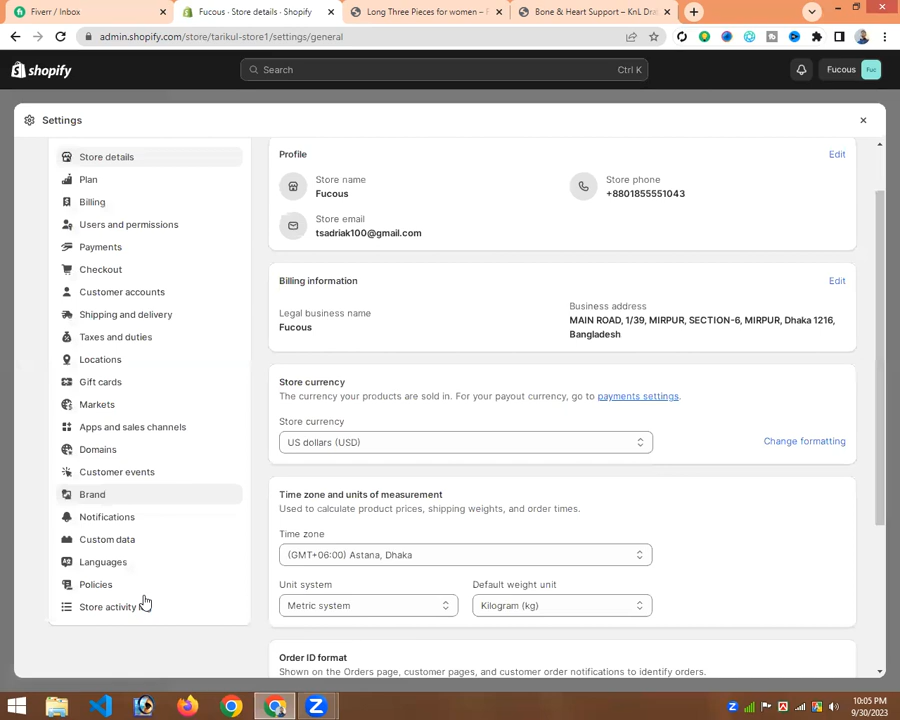 Fiverr / Inbox
Fucous · Store details · Shopify
Long Three Pieces for women –
Bone & Heart Support – KnL Dra
admin.shopify.com/store/tarikul-store1/settings/general
shopify
Search
Ctrl K
Fucous
Fuc
Settings
Store details
Plan
Billing
Users and permissions
Payments
Checkout
Customer accounts
Shipping and delivery
Taxes and duties
Locations
Gift cards
Markets
Apps and sales channels
Domains
Customer events
Brand
Notifications
Custom data
Languages
Policies
Store activity
Profile
Edit
Store name
Fucous
Store phone
+8801855551043
Store email
tsadriak100@gmail.com
Billing information
Edit
Legal business name
Fucous
Business address
MAIN ROAD, 1/39, MIRPUR, SECTION-6, MIRPUR, Dhaka 1216,
Bangladesh
Store currency
The currency your products are sold in. For your payout currency, go to payments settings.
Store currency
US dollars (USD)
Change formatting
Time zone and units of measurement
Used to calculate product prices, shipping weights, and order times.
Time zone
(GMT+06:00) Astana, Dhaka
Unit system
Default weight unit
Metric system
Kilogram (kg)
Order ID format
Shown on the Orders page, customer pages, and customer order notifications to identify orders.
10:05 PM
9/30/2023